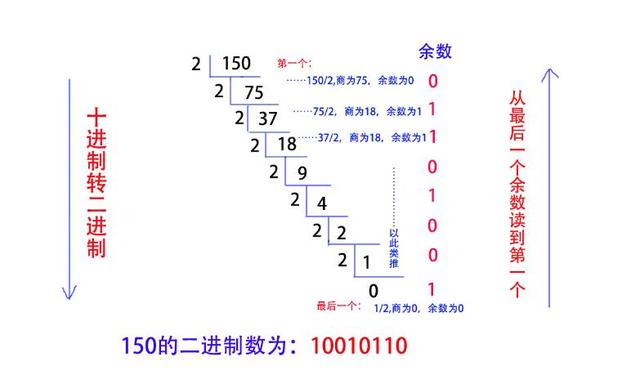 余数
2 150 第一个: ……150/2,商为75，余数为0 0
2 75 ……75/2，商为18，余数为1 1
2 37 ……37/2，商为18，余数为1 1
2 18 0
2 9 1
2 4 0
2 2 0
2 1
0 1
以此类推
最后一个: 1/2,商为0，余数为0
十进制转二进制
从最后一个余数读到第一个
150的二进制数为：10010110